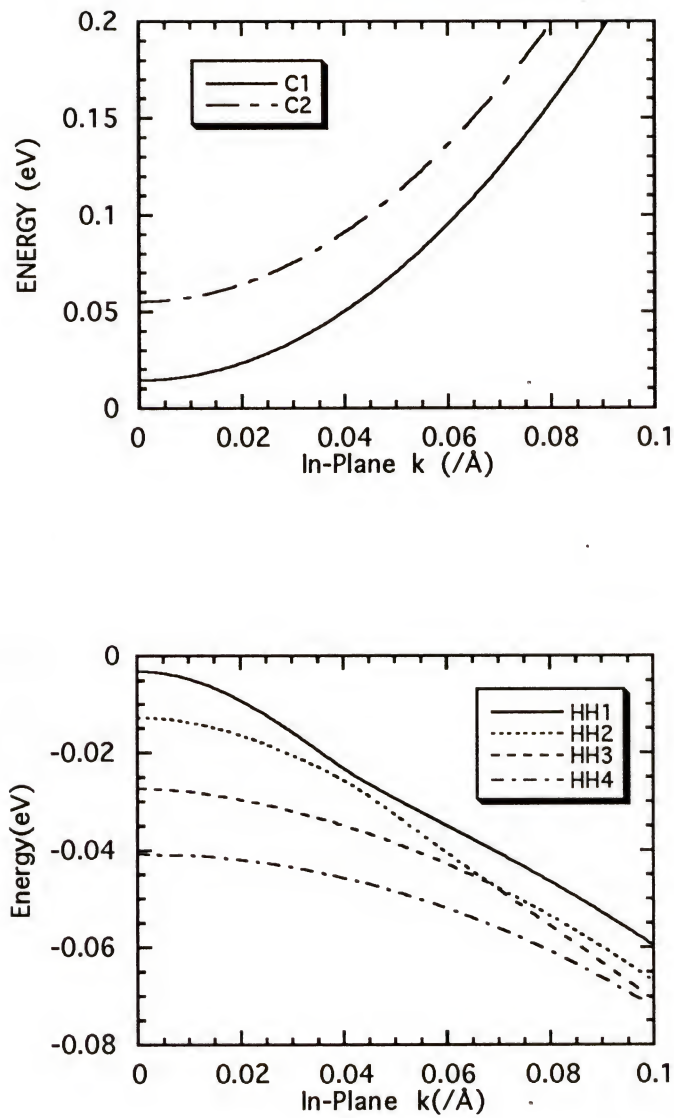 0.2
0.15
0.1
0.05
0
ENERGY (eV)
C1
C2
0 0.02 0.04 0.06 0.08 0.1
In-Plane k (/Å)
0
-0.02
-0.04
-0.06
-0.08
Energy(eV)
HH1
HH2
HH3
HH4
0 0.02 0.04 0.06 0.08 0.1
In-Plane k(/Å)